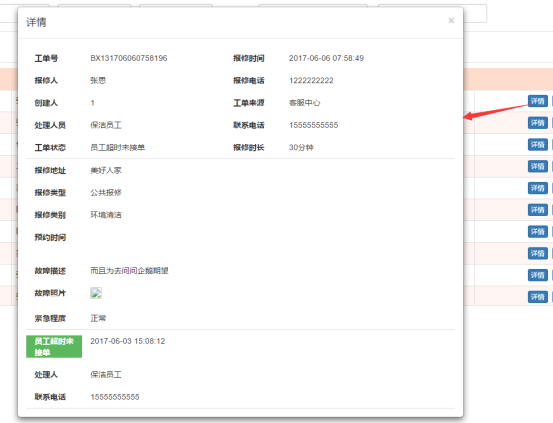 详情 ×
工单号 BX131706060758196 报修时间 2017-06-06 07:58:49
报修人 张思 报修电话 1222222222
创建人 1 工单来源 客服中心
处理人员 保洁员工 联系电话 15555555555
工单状态 员工超时未接单 报修时长 30分钟
报修地址 美好人家
报修类型 公共报修
报修类别 环境清洁
预约时间
故障描述 而且为去问问企鹅期望
故障照片
紧急程度 正常
员工超时未 2017-06-03 15:08:12
接单
处理人 保洁员工
联系电话 15555555555
详情
详情
详情
详情
详情
详情
详情
详情
详情
详情